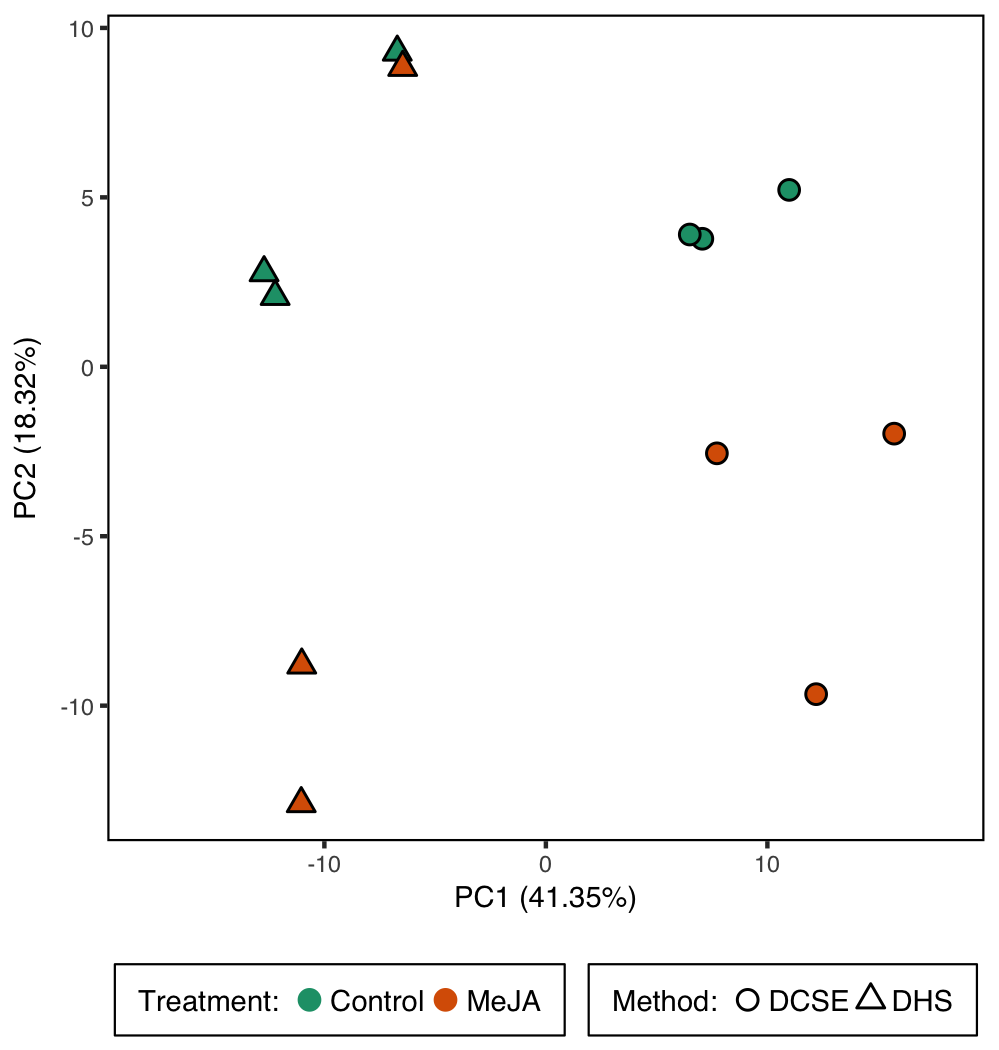 10
5
0
-5
-10
PC2 (18.32%)
-10 0 10
PC1 (41.35%)
Treatment: Control MeJA Method: DCSE DHS